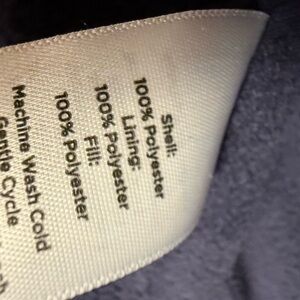 Shell:
100% Polyester
Lining:
100% Polyester
Fill:
100% Polyester
Machine Wash Cold
Gentle Cycle